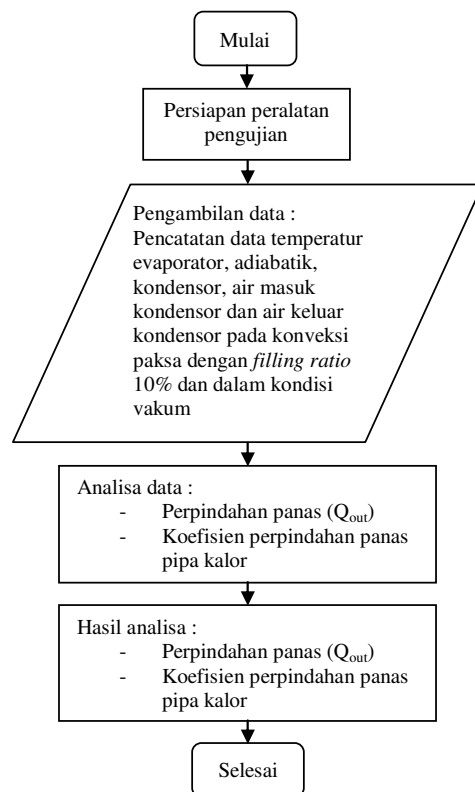 Mulai
Persiapan peralatan
pengujian
Pengambilan data :
Pencatatan data temperatur
evaporator, adiabatik,
kondensor, air masuk
kondensor dan air keluar
kondensor pada konveksi
paksa dengan filling ratio
10% dan dalam kondisi
vakum
Analisa data :
- Perpindahan panas (Qout)
- Koefisien perpindahan panas
pipa kalor
Hasil analisa :
- Perpindahan panas (Qout)
- Koefisien perpindahan panas
pipa kalor
Selesai